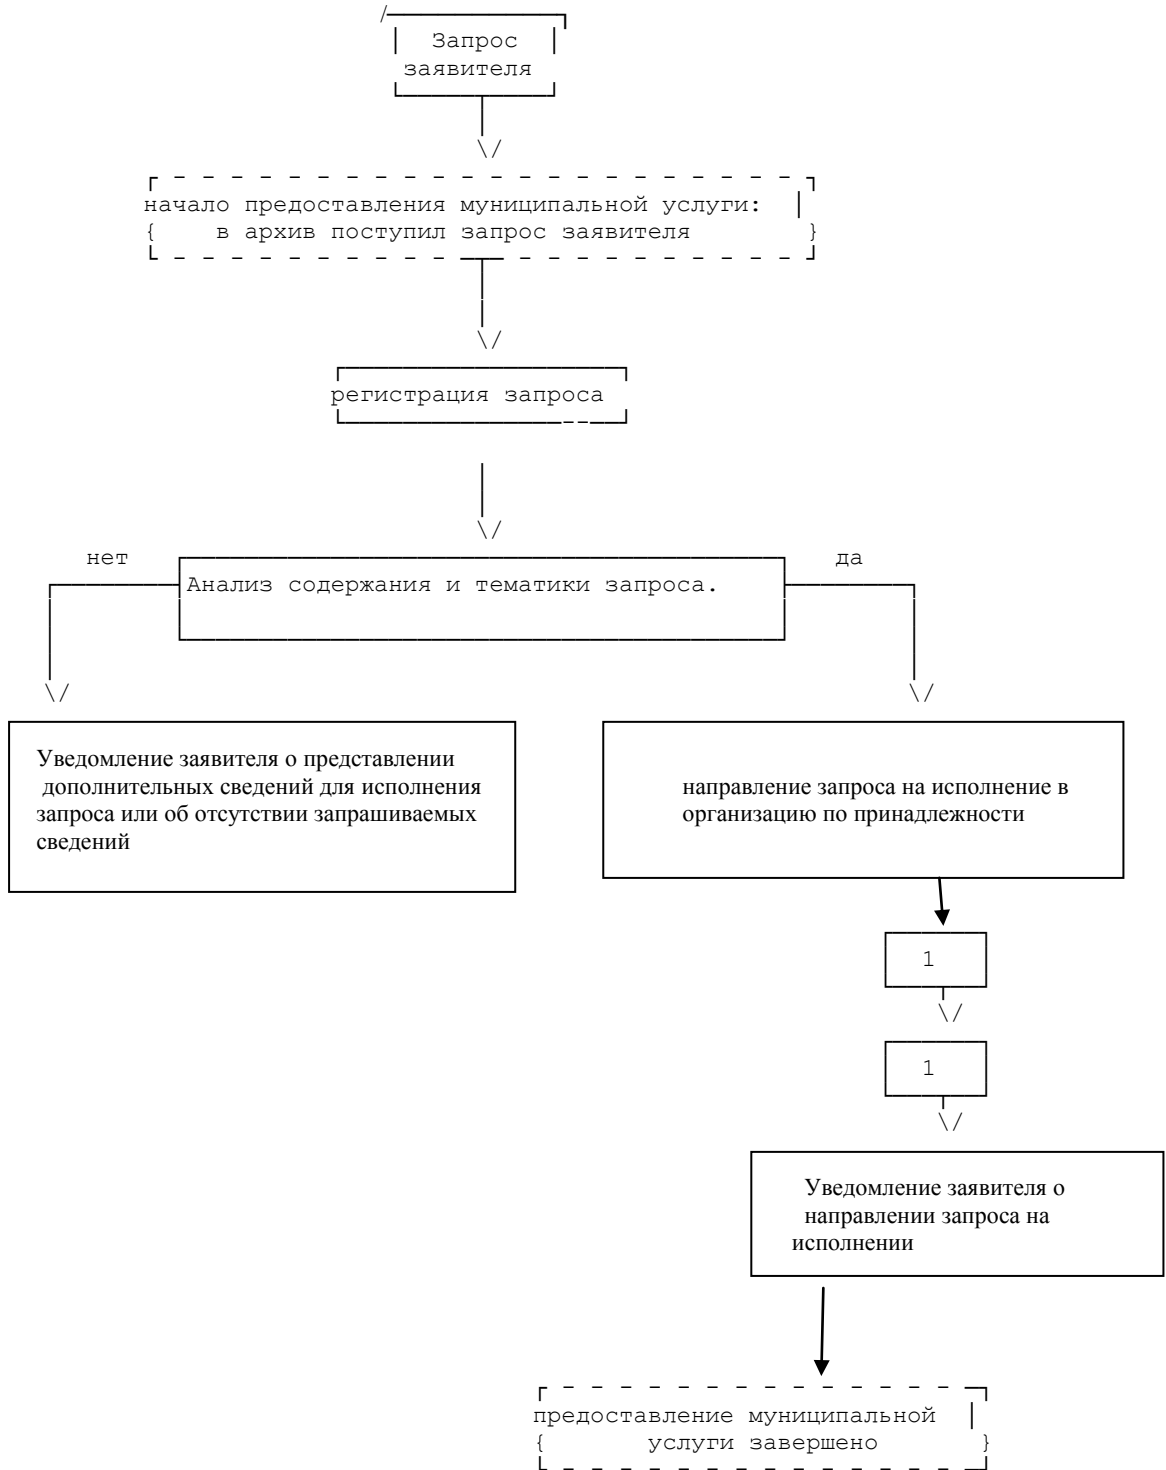 Запрос
заявителя
начало предоставления муниципальной услуги:
в архив поступил запрос заявителя
регистрация запроса
нет
да
Анализ содержания и тематики запроса.
Уведомление заявителя о представлении
дополнительных сведений для исполнения
запроса или об отсутствии запрашиваемых
сведений
направление запроса на исполнение в
организацию по принадлежности
1
1
Уведомление заявителя о
направлении запроса на
исполнении
предоставление муниципальной
услуги завершено